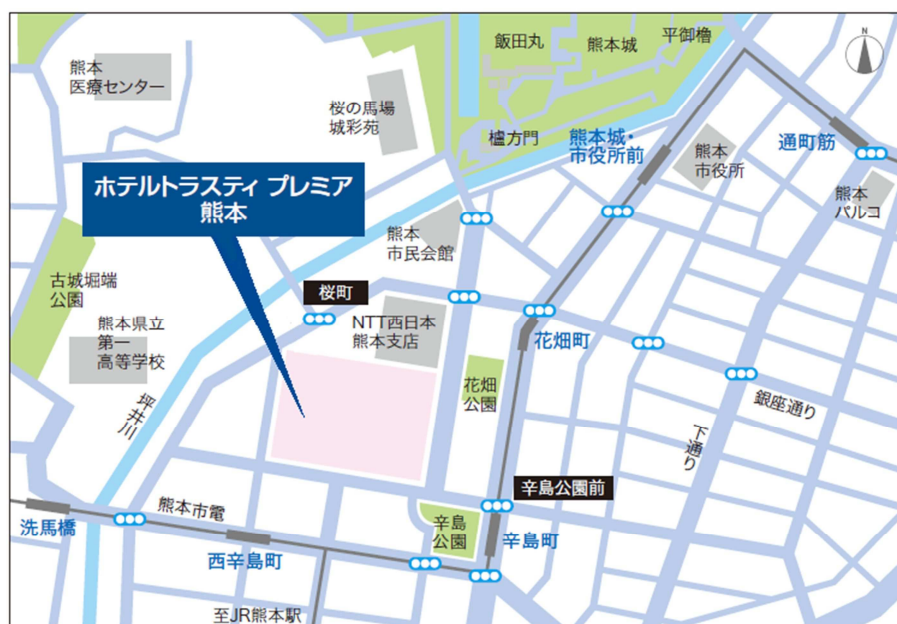 飯田丸
熊本城
平御櫓
N
熊本
医療センター
桜の馬場
城彩苑
櫨方門
熊本城・
市役所前
熊本
市役所
通町筋
熊本
パルコ
ホテルトラスティ プレミア
熊本
熊本
市民会館
古城堀端
公園
桜町
NTT西日本
熊本支店
花畑町
熊本県立
第一
高等学校
花畑
公園
銀座通り
坪井川
下通り
辛島公園前
熊本市電
洗馬橋
西辛島町
辛島
公園
辛島町
至JR熊本駅